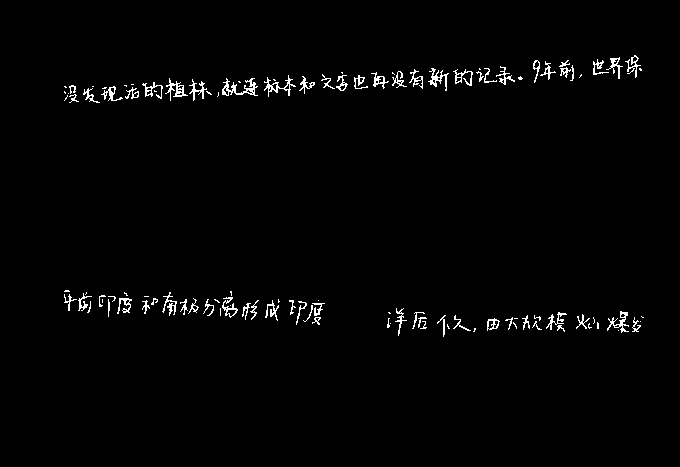 没发现活的植株,就连标本和文字也再没有新的记录。9年前,世界保
年前印度和南极分离形成印度
洋后不久,由大规模火山爆发